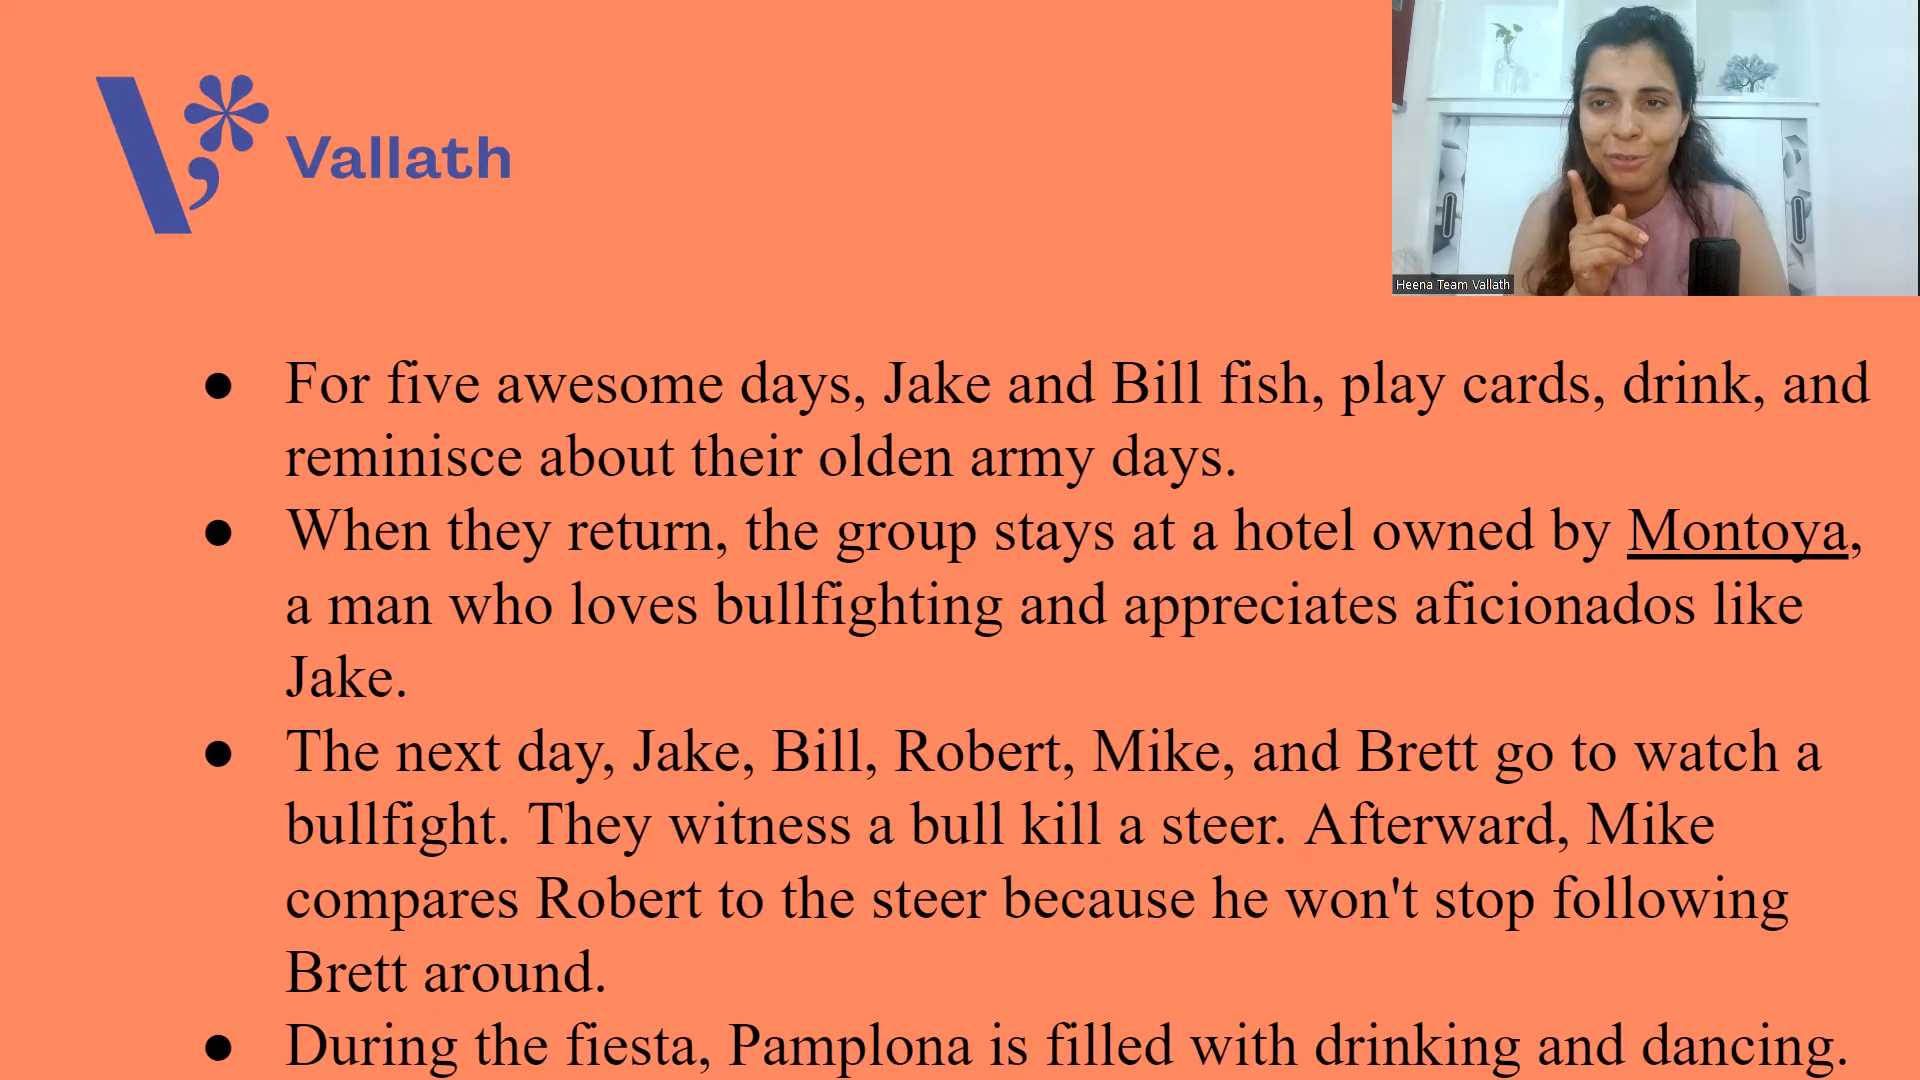 Vallath
Heena Team Vallath
● For five awesome days, Jake and Bill fish, play cards, drink, and
reminisce about their olden army days.
● When they return, the group stays at a hotel owned by Montoya,
a man who loves bullfighting and appreciates aficionados like
Jake.
● The next day, Jake, Bill, Robert, Mike, and Brett go to watch a
bullfight. They witness a bull kill a steer. Afterward, Mike
compares Robert to the steer because he won't stop following
Brett around.
● During the fiesta, Pamplona is filled with drinking and dancing.